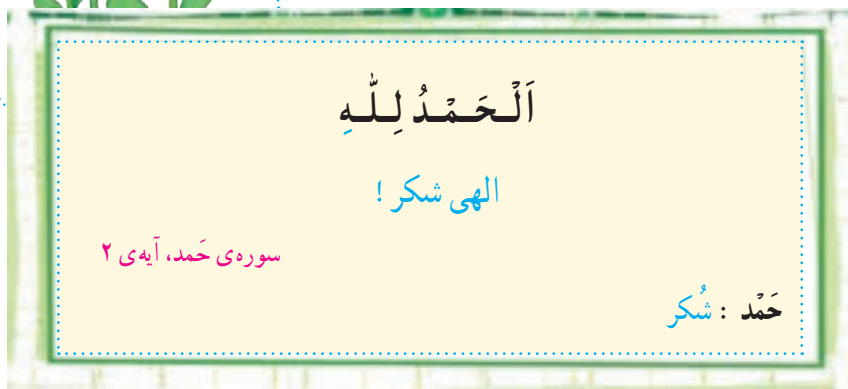 اَلْحَمْدُ لِلّٰهِ
الهی شکر !
سوره‌ی حَمد، آیه‌ی ۲
حَمْد : شُکر